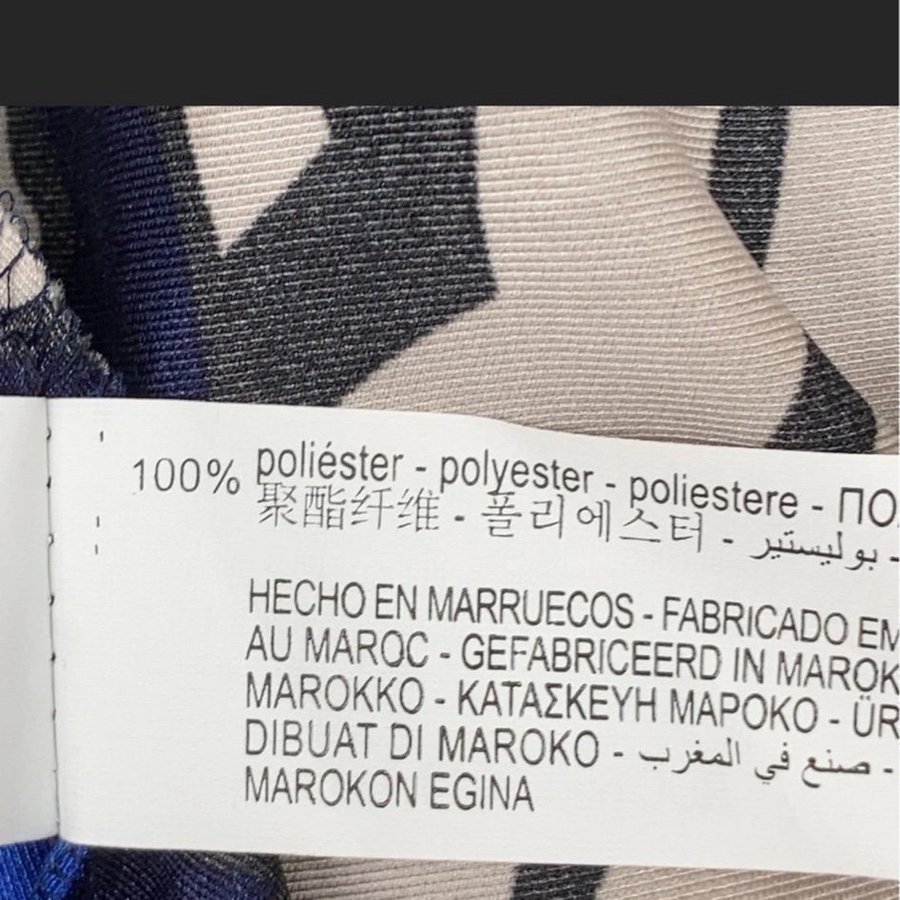 100% poliéster - polyester - poliestere - ПО
聚酯纤维 - 폴리에스터 - بوليستير -
HECHO EN MARRUECOS - FABRICADO EM
AU MAROC - GEFABRICEERD IN MAROK
MAROKKO - ΚΑΤΑΣΚΕΥΗ ΜΑΡΟΚΟ - ÜR
DIBUAT DI MAROKO - صنع في المغرب -
MAROKON EGINA